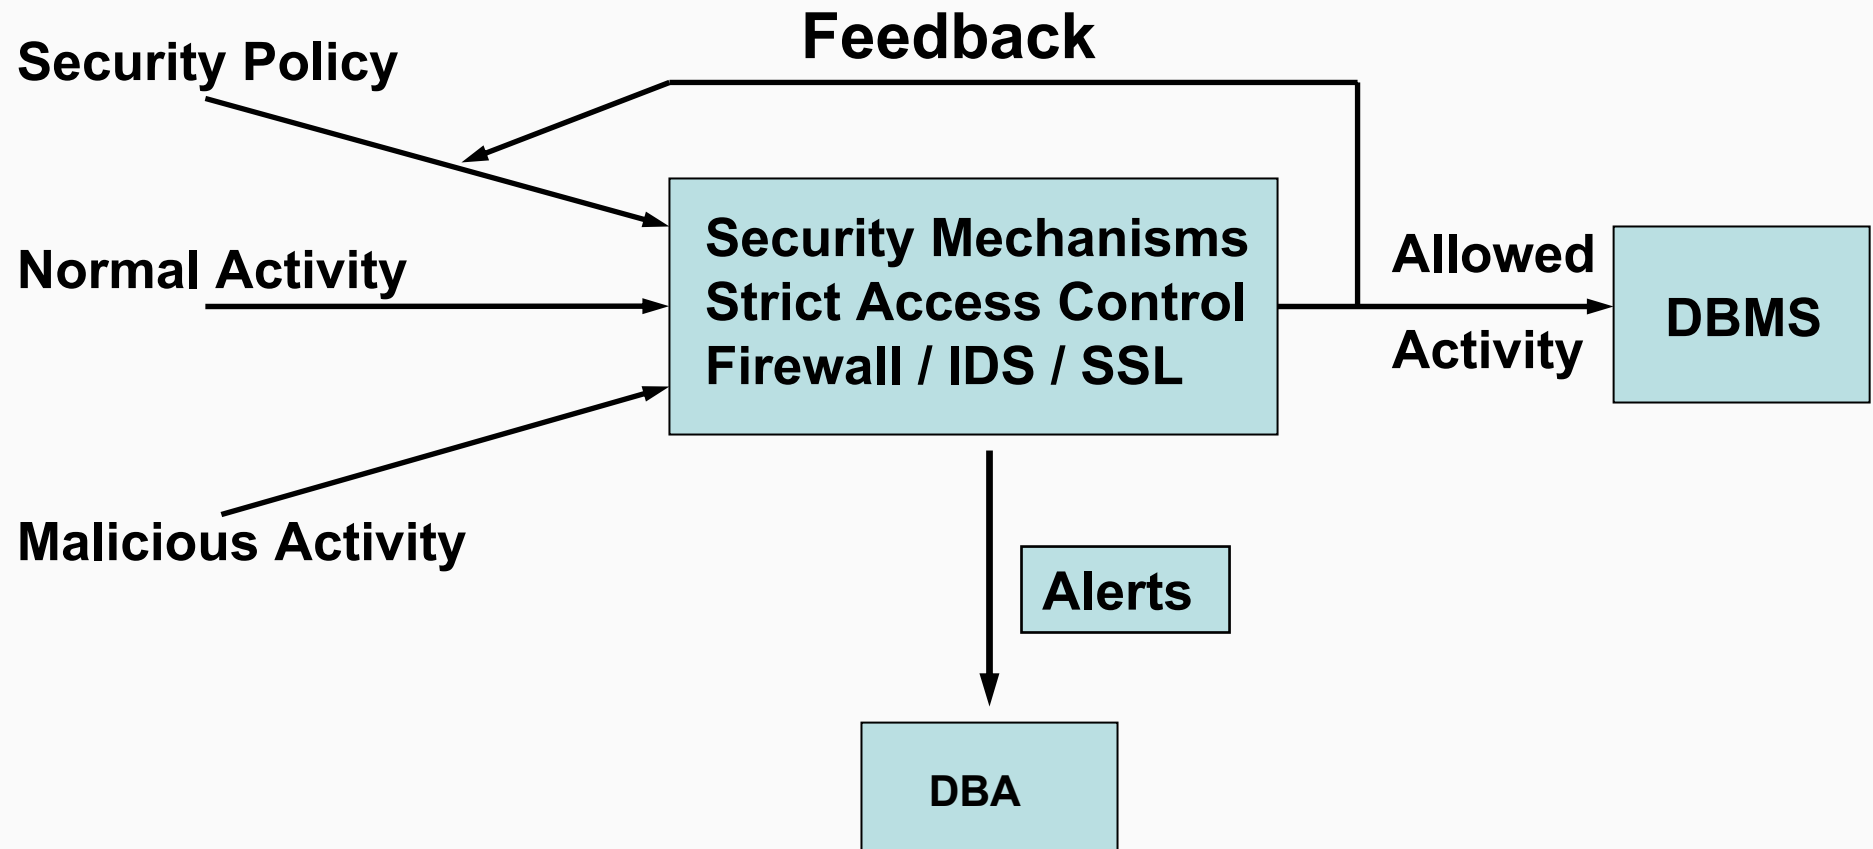 Feedback
Security Policy
Normal Activity
Malicious Activity
Security Mechanisms
Strict Access Control
Firewall / IDS / SSL
Allowed
Activity
DBMS
Alerts
DBA